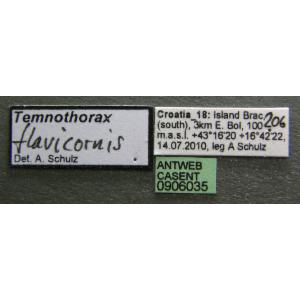 Temnothorax
flavicornis
Det. A. Schulz
Croatia_18: island Brac 206
(south), 3km E. Bol, 100
m.a.s.l. +43°16'20 +16°42'22,
14.07.2010, leg A Schulz
ANTWEB
CASENT
0906035